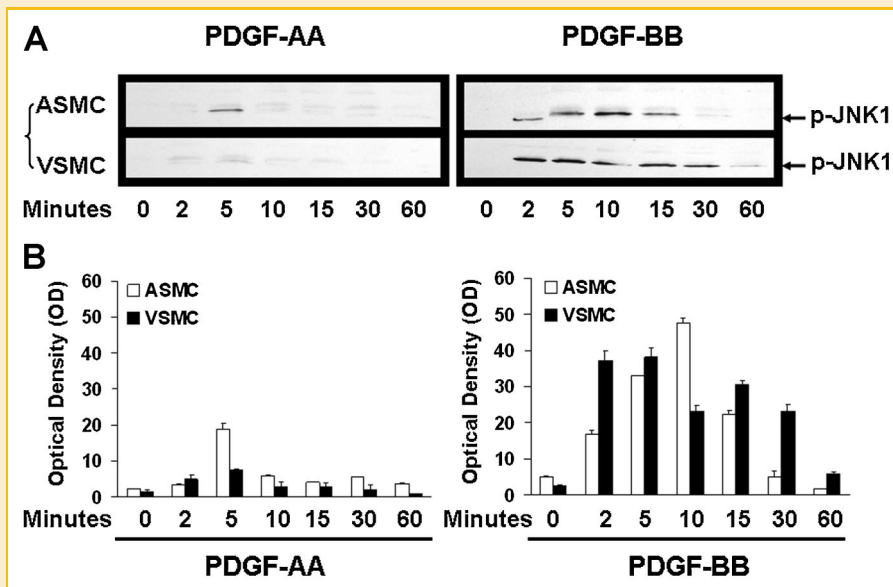 A
PDGF-AA PDGF-BB
ASMC
p-JNK1
VSMC
p-JNK1
Minutes 0 2 5 10 15 30 60 0 2 5 10 15 30 60
B
Optical Density (OD)
60
50
40
30
20
10
0
ASMC
VSMC
Minutes 0 2 5 10 15 30 60
PDGF-AA
Optical Density (OD)
60
50
40
30
20
10
0
ASMC
VSMC
Minutes 0 2 5 10 15 30 60
PDGF-BB